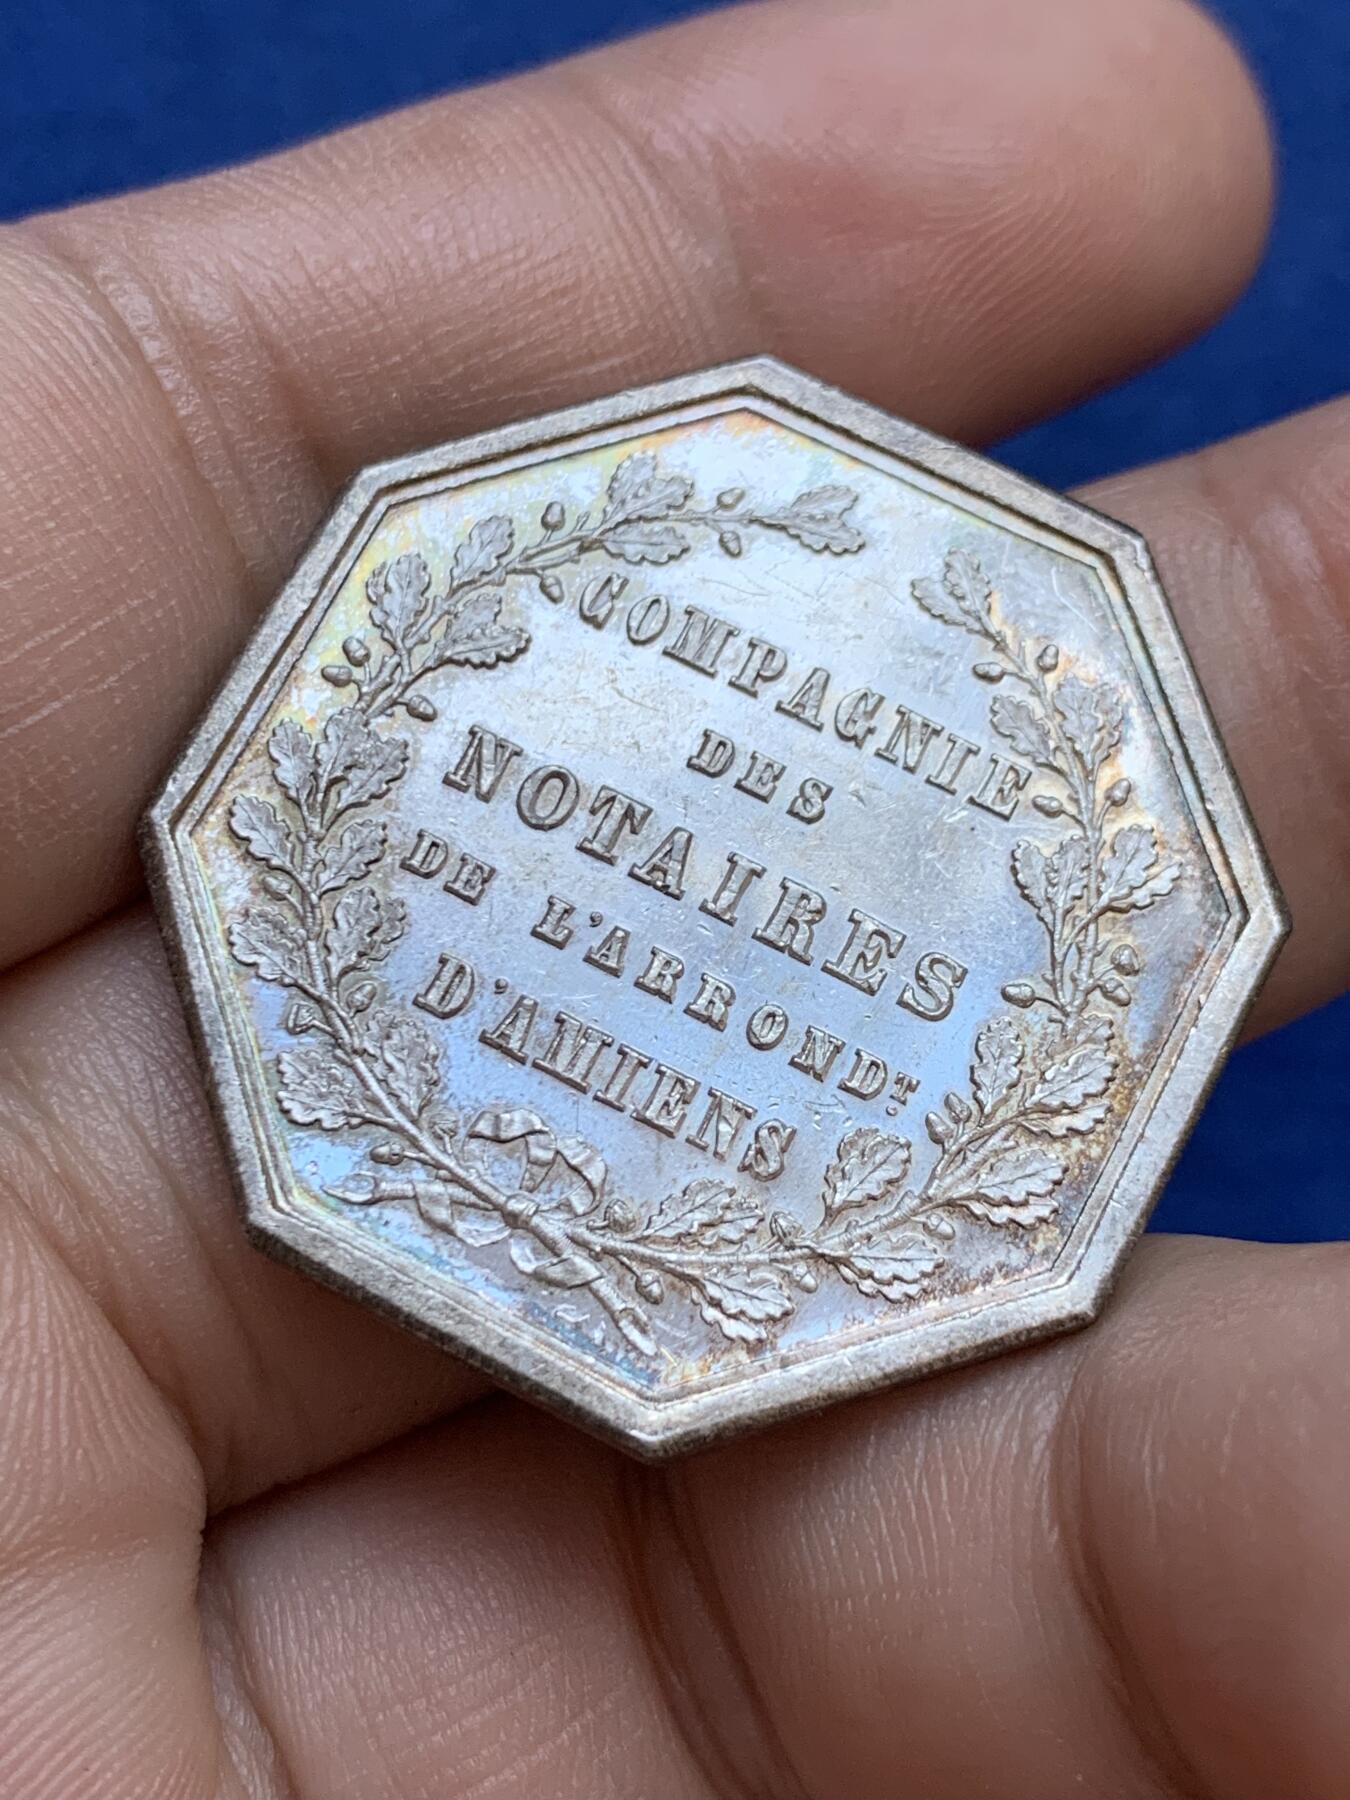 COMPAGNIE
DES
NOTAIRES
DE L'ARRONDT.
D'AMIENS